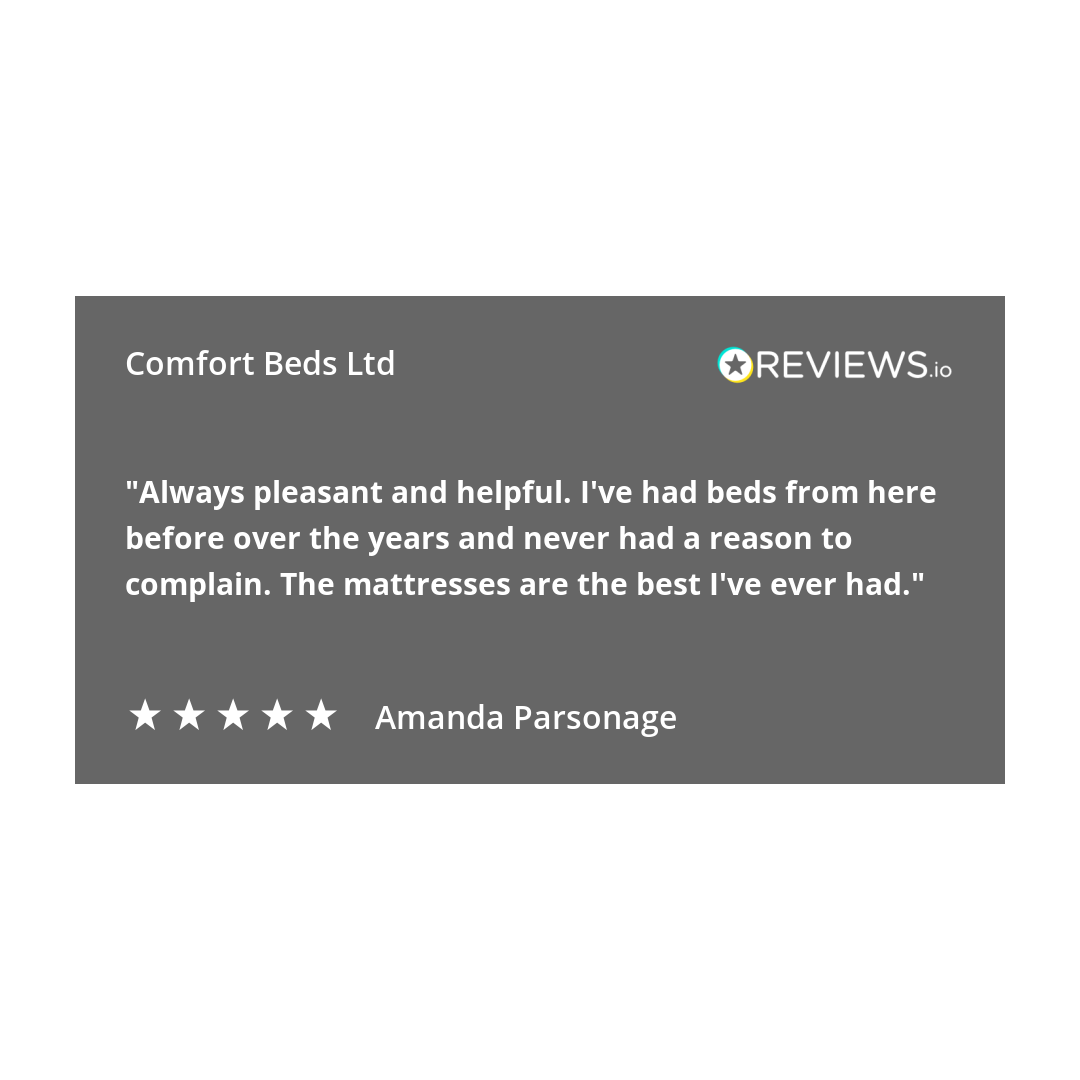 Comfort Beds Ltd
REVIEWS.io
"Always pleasant and helpful. I've had beds from here
before over the years and never had a reason to
complain. The mattresses are the best I've ever had."
★ ★ ★ ★ ★ Amanda Parsonage